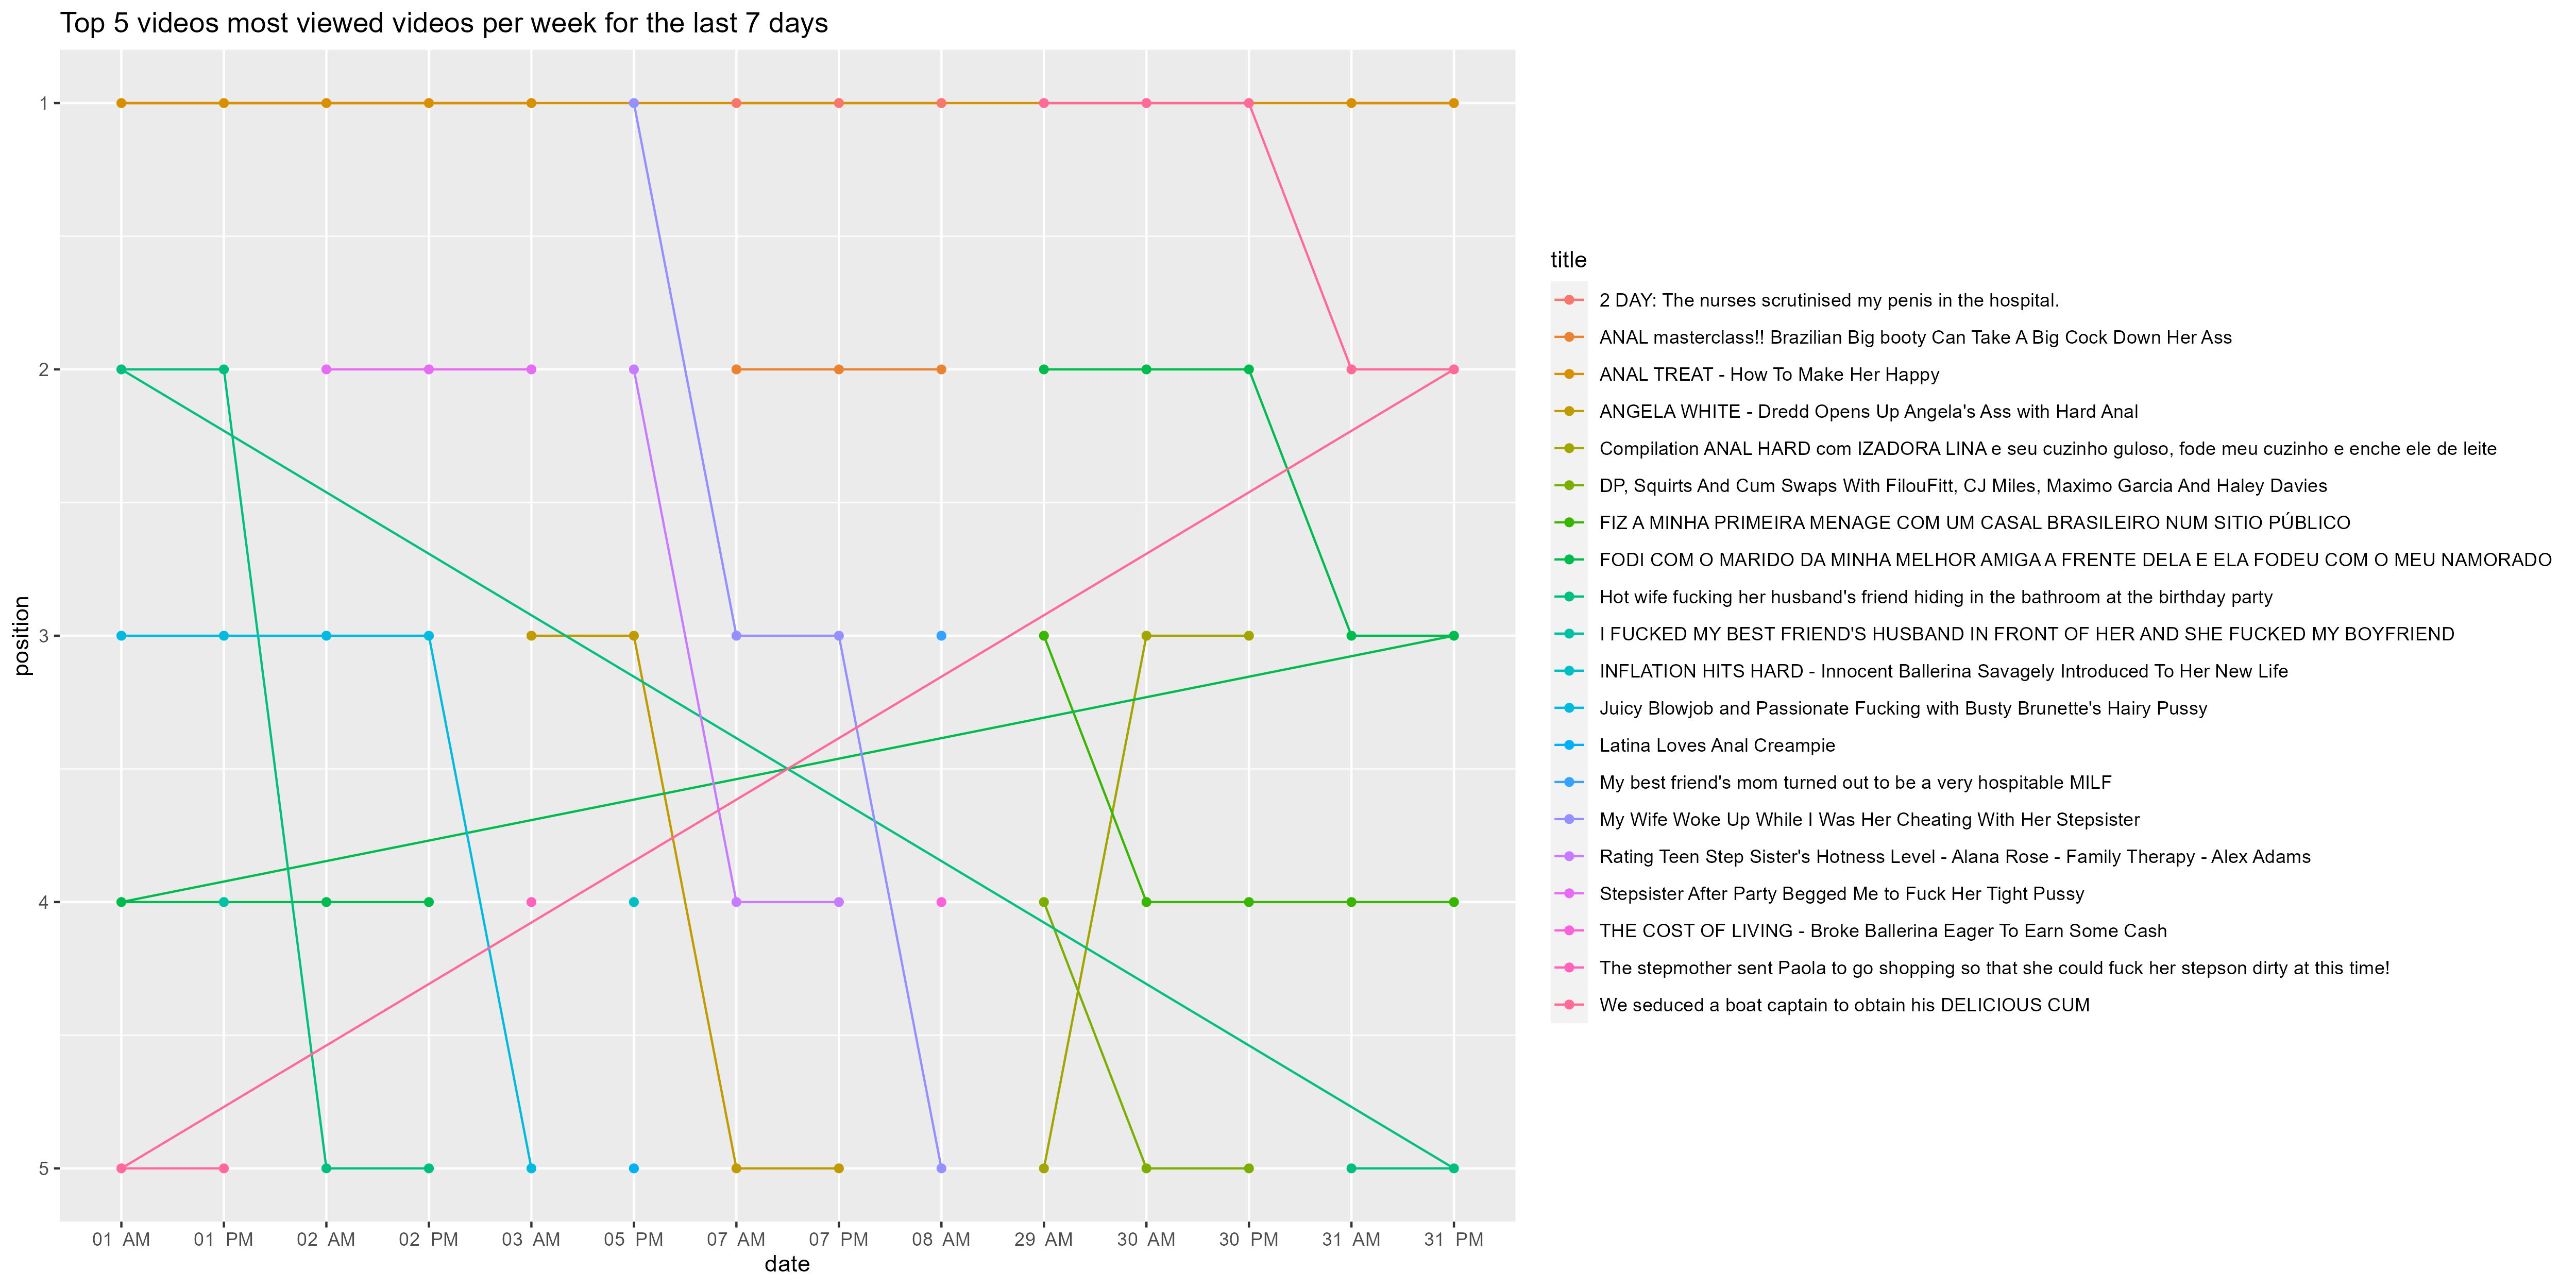 Top 5 videos most viewed videos per week for the last 7 days
position
1
2
3
4
5
01 AM
01 PM
02 AM
02 PM
03 AM
05 PM
07 AM
07 PM
08 AM
29 AM
30 AM
30 PM
31 AM
31 PM
date
title
2 DAY: The nurses scrutinised my penis in the hospital.
ANAL masterclass!! Brazilian Big booty Can Take A Big Cock Down Her Ass
ANAL TREAT - How To Make Her Happy
ANGELA WHITE - Dredd Opens Up Angela's Ass with Hard Anal
Compilation ANAL HARD com IZADORA LINA e seu cuzinho guloso, fode meu cuzinho e enche ele de leite
DP, Squirts And Cum Swaps With FilouFitt, CJ Miles, Maximo Garcia And Haley Davies
FIZ A MINHA PRIMEIRA MENAGE COM UM CASAL BRASILEIRO NUM SITIO PÚBLICO
FODI COM O MARIDO DA MINHA MELHOR AMIGA A FRENTE DELA E ELA FODEU COM O MEU NAMORADO
Hot wife fucking her husband's friend hiding in the bathroom at the birthday party
I FUCKED MY BEST FRIEND'S HUSBAND IN FRONT OF HER AND SHE FUCKED MY BOYFRIEND
INFLATION HITS HARD - Innocent Ballerina Savagely Introduced To Her New Life
Juicy Blowjob and Passionate Fucking with Busty Brunette's Hairy Pussy
Latina Loves Anal Creampie
My best friend's mom turned out to be a very hospitable MILF
My Wife Woke Up While I Was Her Cheating With Her Stepsister
Rating Teen Step Sister's Hotness Level - Alana Rose - Family Therapy - Alex Adams
Stepsister After Party Begged Me to Fuck Her Tight Pussy
THE COST OF LIVING - Broke Ballerina Eager To Earn Some Cash
The stepmother sent Paola to go shopping so that she could fuck her stepson dirty at this time!
We seduced a boat captain to obtain his DELICIOUS CUM